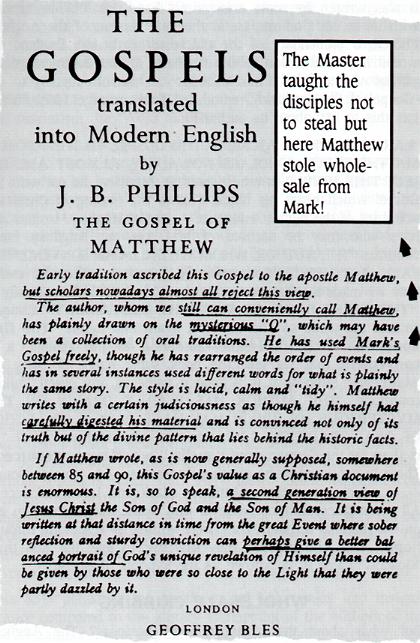 THE
GOSPELS
translated
into Modern English
by
J. B. PHILLIPS
THE GOSPEL OF
MATTHEW
The Master
taught the
disciples not
to steal but
here Matthew
stole whole-
sale from
Mark!
Early tradition ascribed this Gospel to the apostle Matthew,
but scholars nowadays almost all reject this view.
The author, whom we still can conveniently call Matthew,
has plainly drawn on the mysterious "Q", which may have
been a collection of oral traditions. He has used Mark's
Gospel freely, though he has rearranged the order of events and
has in several instances used different words for what is plainly
the same story. The style is lucid, calm and "tidy". Matthew
writes with a certain judiciousness as though he himself had
carefully digested his material and is convinced not only of its
truth but of the divine pattern that lies behind the historic facts.
If Matthew wrote, as is now generally supposed, somewhere
between 85 and 90, this Gospel's value as a Christian document
is enormous. It is, so to speak, a second generation view of
Jesus Christ the Son of God and the Son of Man. It is being
written at that distance in time from the great Event where sober
reflection and sturdy conviction can perhaps give a better bal
anced portrait of God's unique revelation of Himself than could
be given by those who were so close to the Light that they were
partly dazzled by it.
LONDON
GEOFFREY BLES